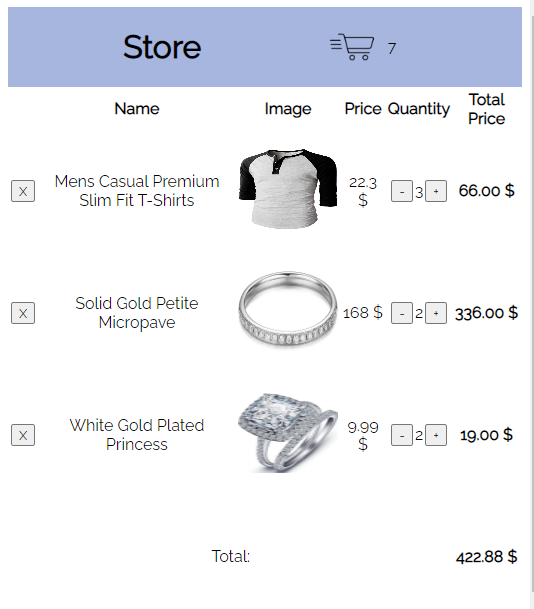 Store
7
Name Image Price Quantity Total
Price
X Mens Casual Premium
Slim Fit T-Shirts 22.3
$ - 3 + 66.00 $
X Solid Gold Petite
Micropave 168 $ - 2 + 336.00 $
X White Gold Plated
Princess 9.99
$ - 2 + 19.00 $
Total: 422.88 $